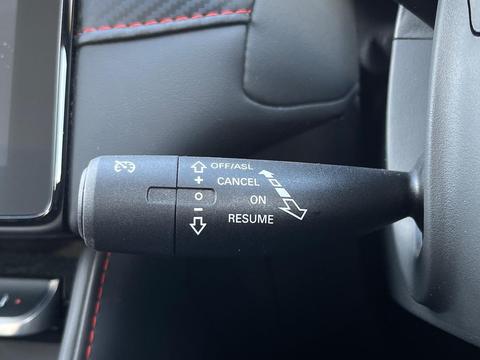 OFF/ASL
+ CANCEL
O ON
− RESUME